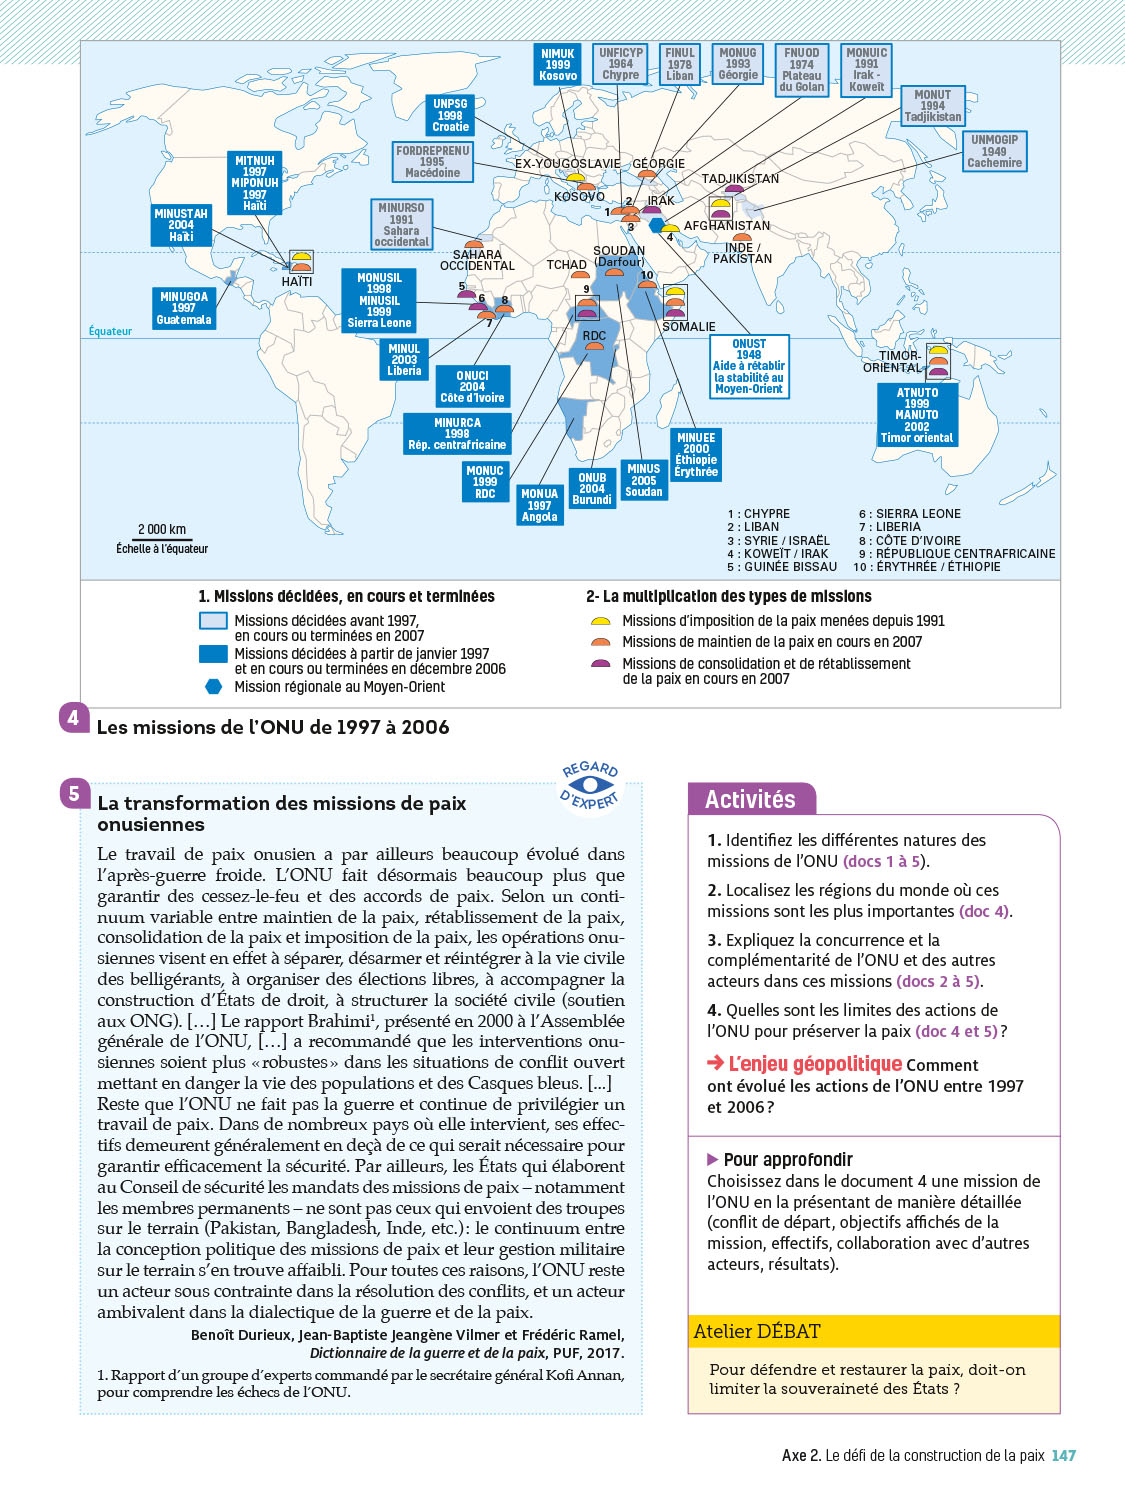 NIMUK
1999
Kosovo
UNFICYP
1964
Chypre
FINUL
1978
Liban
MONUG
1993
Géorgie
FNUOD
1974
Plateau
du Golan
MONUIC
1991
Irak -
Koweït
MONUT
1994
Tadjikistan
UNMOGIP
1949
Cachemire
UNPSG
1998
Croatie
FORDREPRENU
1995
Macédoine
MITNUH
1997
MIPONUH
1997
Haïti
MINUSTAH
2004
Haïti
MINURSO
1991
Sahara
occidental
MINUGOA
1997
Guatemala
MONUSIL
1998
MINUSIL
1999
Sierra Leone
MINUL
2003
Liberia
ONUCI
2004
Côte d'Ivoire
MINURCA
1998
Rép. centrafricaine
MONUC
1999
RDC
MONUA
1997
Angola
ONUB
2004
Burundi
MINUS
2005
Soudan
MINUEE
2000
Éthiopie
Érythrée
ONUST
1948
Aide à rétablir
la stabilité au
Moyen-Orient
ATNUTO
1999
MANUTO
2002
Timor oriental
EX-YOUGOSLAVIE
GÉORGIE
KOSOVO
TADJIKISTAN
IRAK
AFGHANISTAN
INDE /
PAKISTAN
SAHARA
OCCIDENTAL
TCHAD
SOUDAN
(Darfour)
HAÏTI
SOMALIE
RDC
TIMOR-
ORIENTAL
1
2
3
4
5
6
7
8
9
10
Équateur
2 000 km
Échelle à l'équateur
1 : CHYPRE
2 : LIBAN
3 : SYRIE / ISRAËL
4 : KOWEÏT / IRAK
5 : GUINÉE BISSAU
6 : SIERRA LEONE
7 : LIBERIA
8 : CÔTE D'IVOIRE
9 : RÉPUBLIQUE CENTRAFRICAINE
10 : ÉRYTHRÉE / ÉTHIOPIE
1. Missions décidées, en cours et terminées
Missions décidées avant 1997,
en cours ou terminées en 2007
Missions décidées à partir de janvier 1997
et en cours ou terminées en décembre 2006
Mission régionale au Moyen-Orient
2- La multiplication des types de missions
Missions d'imposition de la paix menées depuis 1991
Missions de maintien de la paix en cours en 2007
Missions de consolidation et de rétablissement
de la paix en cours en 2007
4 Les missions de l'ONU de 1997 à 2006
REGARD
D'EXPERT
5 La transformation des missions de paix
onusiennes
Le travail de paix onusien a par ailleurs beaucoup évolué dans
l'après-guerre froide. L'ONU fait désormais beaucoup plus que
garantir des cessez-le-feu et des accords de paix. Selon un conti-
nuum variable entre maintien de la paix, rétablissement de la paix,
consolidation de la paix et imposition de la paix, les opérations onu-
siennes visent en effet à séparer, désarmer et réintégrer à la vie civile
des belligérants, à organiser des élections libres, à accompagner la
construction d'États de droit, à structurer la société civile (soutien
aux ONG). […] Le rapport Brahimi¹, présenté en 2000 à l'Assemblée
générale de l'ONU, […] a recommandé que les interventions onu-
siennes soient plus « robustes » dans les situations de conflit ouvert
mettant en danger la vie des populations et des Casques bleus. [...]
Reste que l'ONU ne fait pas la guerre et continue de privilégier un
travail de paix. Dans de nombreux pays où elle intervient, ses effec-
tifs demeurent généralement en deçà de ce qui serait nécessaire pour
garantir efficacement la sécurité. Par ailleurs, les États qui élaborent
au Conseil de sécurité les mandats des missions de paix – notamment
les membres permanents – ne sont pas ceux qui envoient des troupes
sur le terrain (Pakistan, Bangladesh, Inde, etc.) : le continuum entre
la conception politique des missions de paix et leur gestion militaire
sur le terrain s'en trouve affaibli. Pour toutes ces raisons, l'ONU reste
un acteur sous contrainte dans la résolution des conflits, et un acteur
ambivalent dans la dialectique de la guerre et de la paix.
Benoît Durieux, Jean-Baptiste Jeangène Vilmer et Frédéric Ramel,
Dictionnaire de la guerre et de la paix, PUF, 2017.
1. Rapport d'un groupe d'experts commandé par le secrétaire général Kofi Annan,
pour comprendre les échecs de l'ONU.
Activités
1. Identifiez les différentes natures des
missions de l'ONU (docs 1 à 5).
2. Localisez les régions du monde où ces
missions sont les plus importantes (doc 4).
3. Expliquez la concurrence et la
complémentarité de l'ONU et des autres
acteurs dans ces missions (docs 2 à 5).
4. Quelles sont les limites des actions de
l'ONU pour préserver la paix (doc 4 et 5) ?
→ L'enjeu géopolitique Comment
ont évolué les actions de l'ONU entre 1997
et 2006 ?
▶ Pour approfondir
Choisissez dans le document 4 une mission de
l'ONU en la présentant de manière détaillée
(conflit de départ, objectifs affichés de la
mission, effectifs, collaboration avec d'autres
acteurs, résultats).
Atelier DÉBAT
Pour défendre et restaurer la paix, doit-on
limiter la souveraineté des États ?
Axe 2. Le défi de la construction de la paix 147